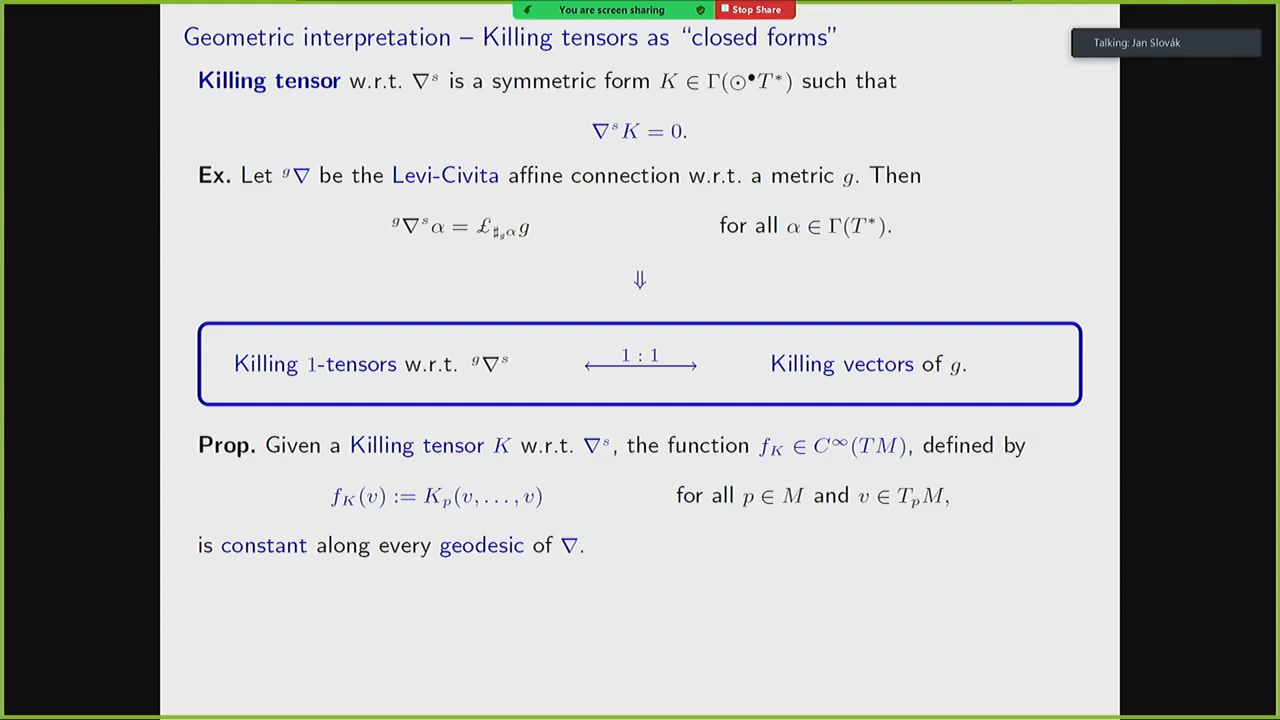 You are screen sharing
Stop Share
Talking: Jan Slovák
Geometric interpretation – Killing tensors as “closed forms”
Killing tensor w.r.t. ∇ˢ is a symmetric form K ∈ Γ(⊙•T*) such that
∇ˢK = 0.
Ex. Let ᵍ∇ be the Levi-Civita affine connection w.r.t. a metric g. Then
ᵍ∇ˢα = £_{♯_g α} g for all α ∈ Γ(T*).
⇓
Killing 1-tensors w.r.t. ᵍ∇ˢ ⟷ 1 : 1 Killing vectors of g.
Prop. Given a Killing tensor K w.r.t. ∇ˢ, the function f_K ∈ C^∞(TM), defined by
f_K(v) := K_p(v, . . . , v) for all p ∈ M and v ∈ T_pM,
is constant along every geodesic of ∇.